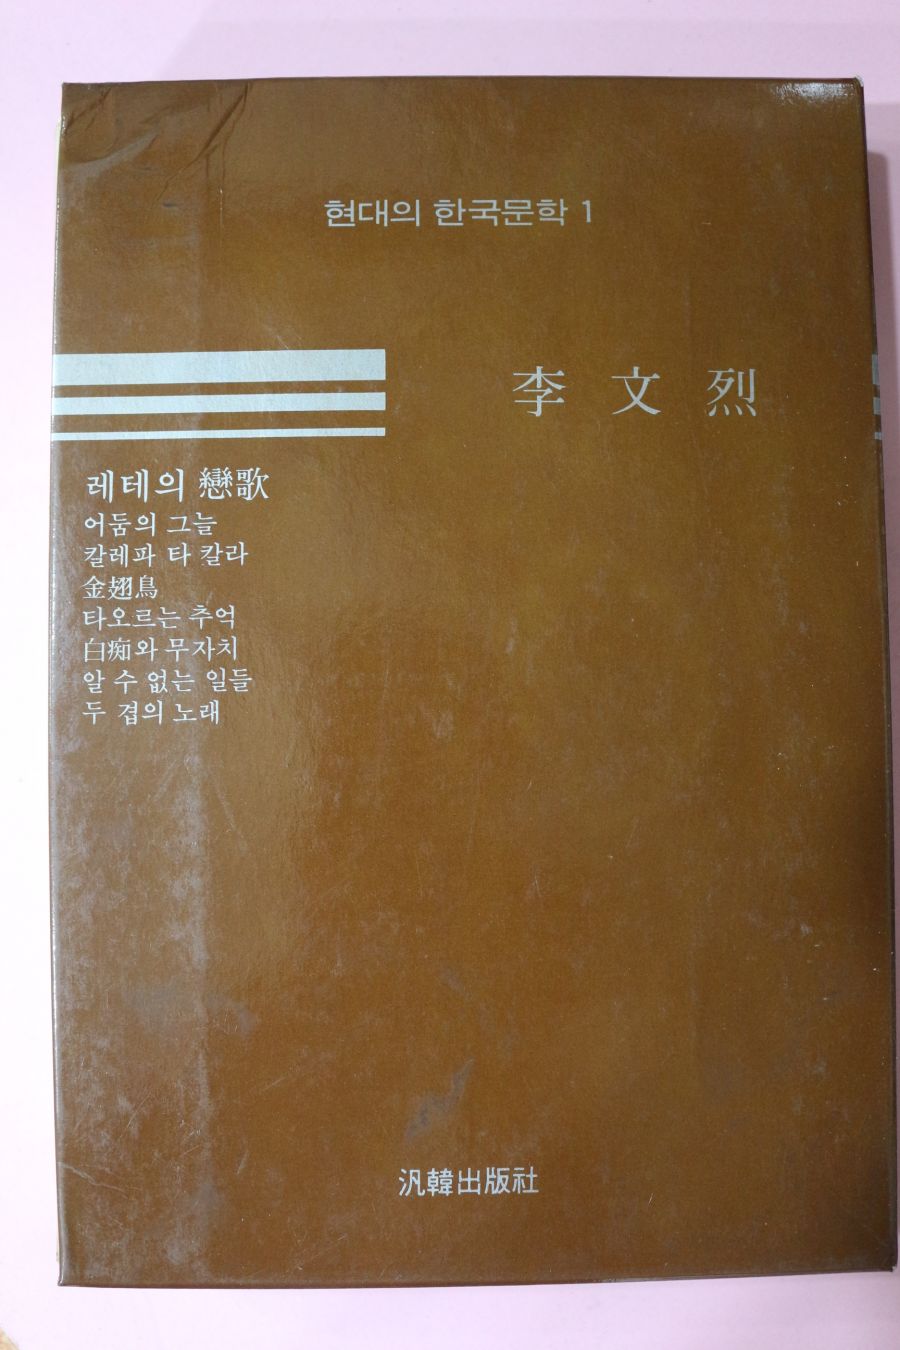 현대의 한국문학 1
李文烈
레테의 戀歌
어둠의 그늘
칼레파 타 칼라
金翅鳥
타오르는 추억
白痴와 무자치
알 수 없는 일들
두 겹의 노래
汎韓出版社